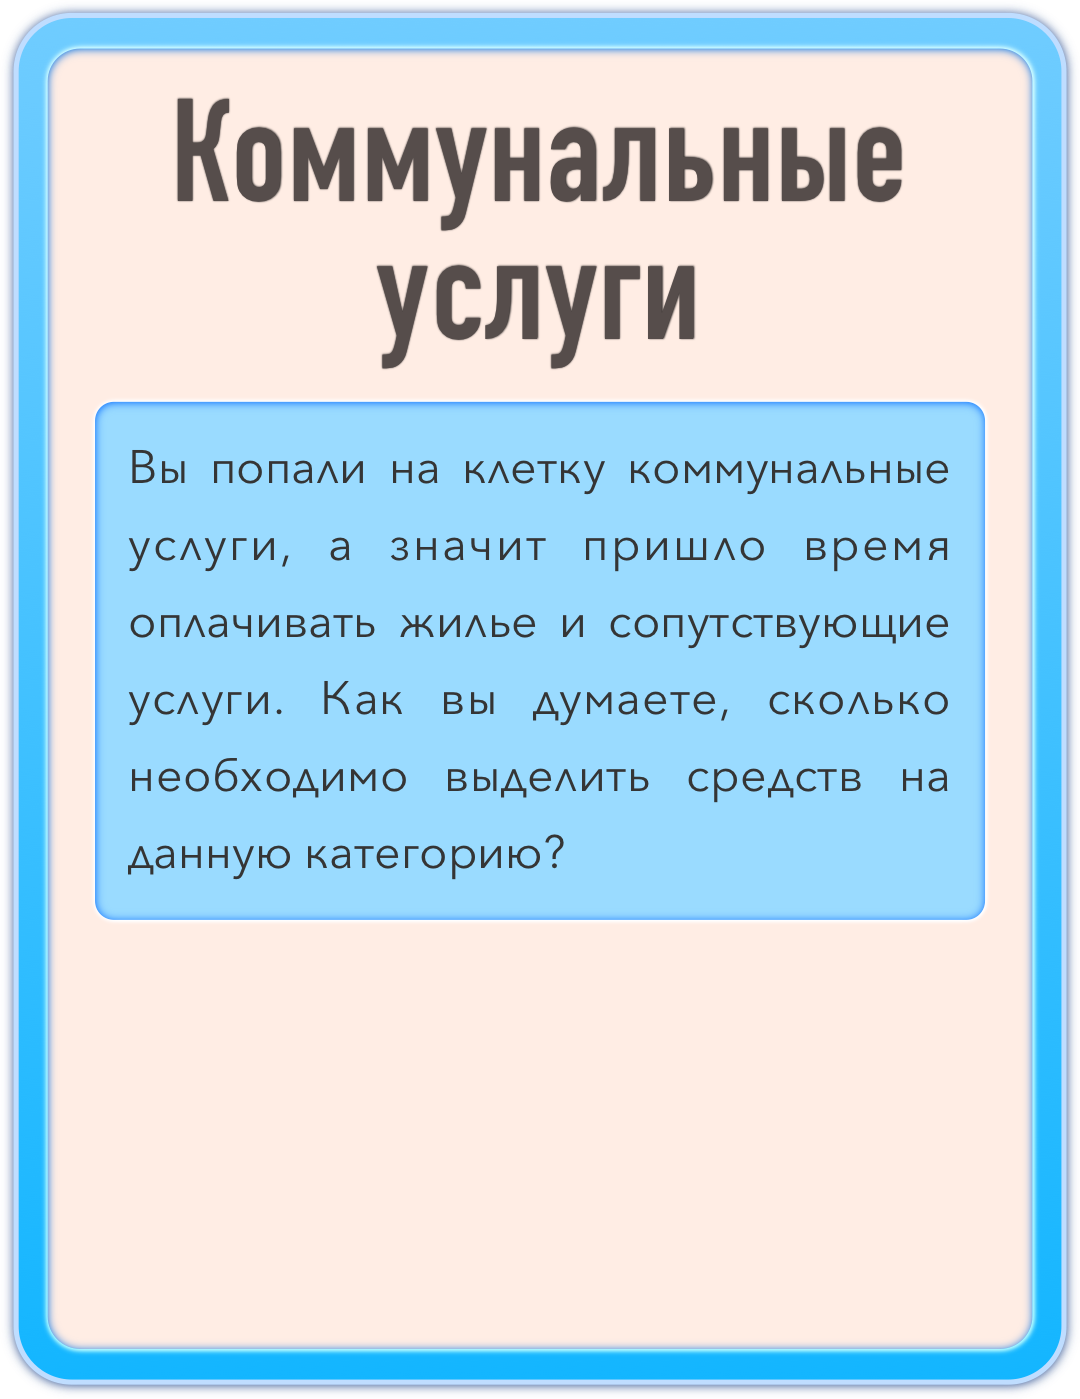 Коммунальные
услуги
Вы попали на клетку коммунальные
услуги, а значит пришло время
оплачивать жилье и сопутствующие
услуги. Как вы думаете, сколько
необходимо выделить средств на
данную категорию?